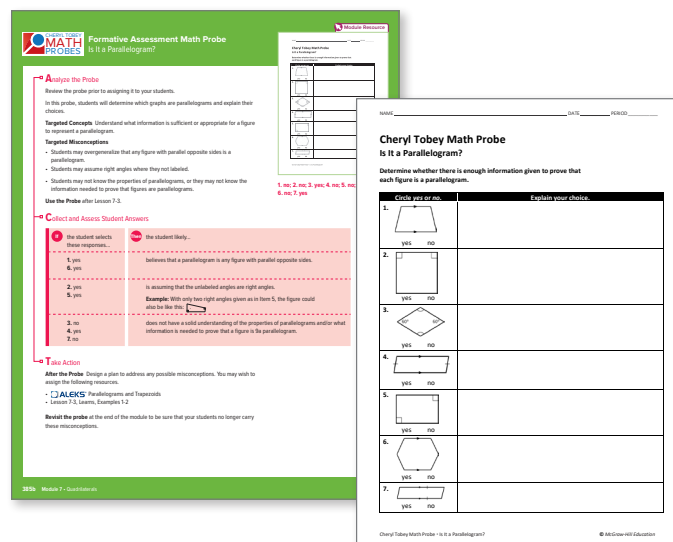 CHERYL TOBEY
MATH
PROBES
Formative Assessment Math Probe
Is It a Parallelogram?
Module Resource
Analyze the Probe
Review the probe prior to assigning it to your students.
In this probe, students will determine which graphs are parallelograms and explain their
choices.
Targeted Concepts Understand what information is sufficient or appropriate for a figure
to represent a parallelogram.
Targeted Misconceptions
• Students may overgeneralize that any figure with parallel opposite sides is a
parallelogram.
• Students may assume right angles where they not labeled.
• Students may not know the properties of parallelograms, or they may not know the
information needed to prove that figures are parallelograms.
Use the Probe after Lesson 7-3.
Cheryl Tobey Math Probe
Is It a Parallelogram?
1. no; 2. no; 3. yes; 4. no; 5. no;
6. no; 7. yes
Collect and Assess Student Answers
If
the student selects
these responses...
Then
the student likely...
1. yes
6. yes
believes that a parallelogram is any figure with parallel opposite sides.
2. yes
5. yes
is assuming that the unlabeled angles are right angles.
Example: With only two right angles given as in Item 5, the figure could
also be like this:
3. no
4. yes
7. no
does not have a solid understanding of the properties of parallelograms and/or what
information is needed to prove that a figure is 9a parallelogram.
Take Action
After the Probe Design a plan to address any possible misconceptions. You may wish to
assign the following resources.
• ALEKS Parallelograms and Trapezoids
• Lesson 7-3, Learns, Examples 1-2
Revisit the probe at the end of the module to be sure that your students no longer carry
these misconceptions.
385b Module 7 • Quadrilaterals
NAME DATE PERIOD
Cheryl Tobey Math Probe
Is It a Parallelogram?
Determine whether there is enough information given to prove that
each figure is a parallelogram.
Circle yes or no. Explain your choice.
1.
yes no
2.
yes no
3.
60° 60°
yes no
4.
yes no
5.
yes no
6.
yes no
7.
yes no
Cheryl Tobey Math Probe - Is It a Parallelogram? © McGraw-Hill Education